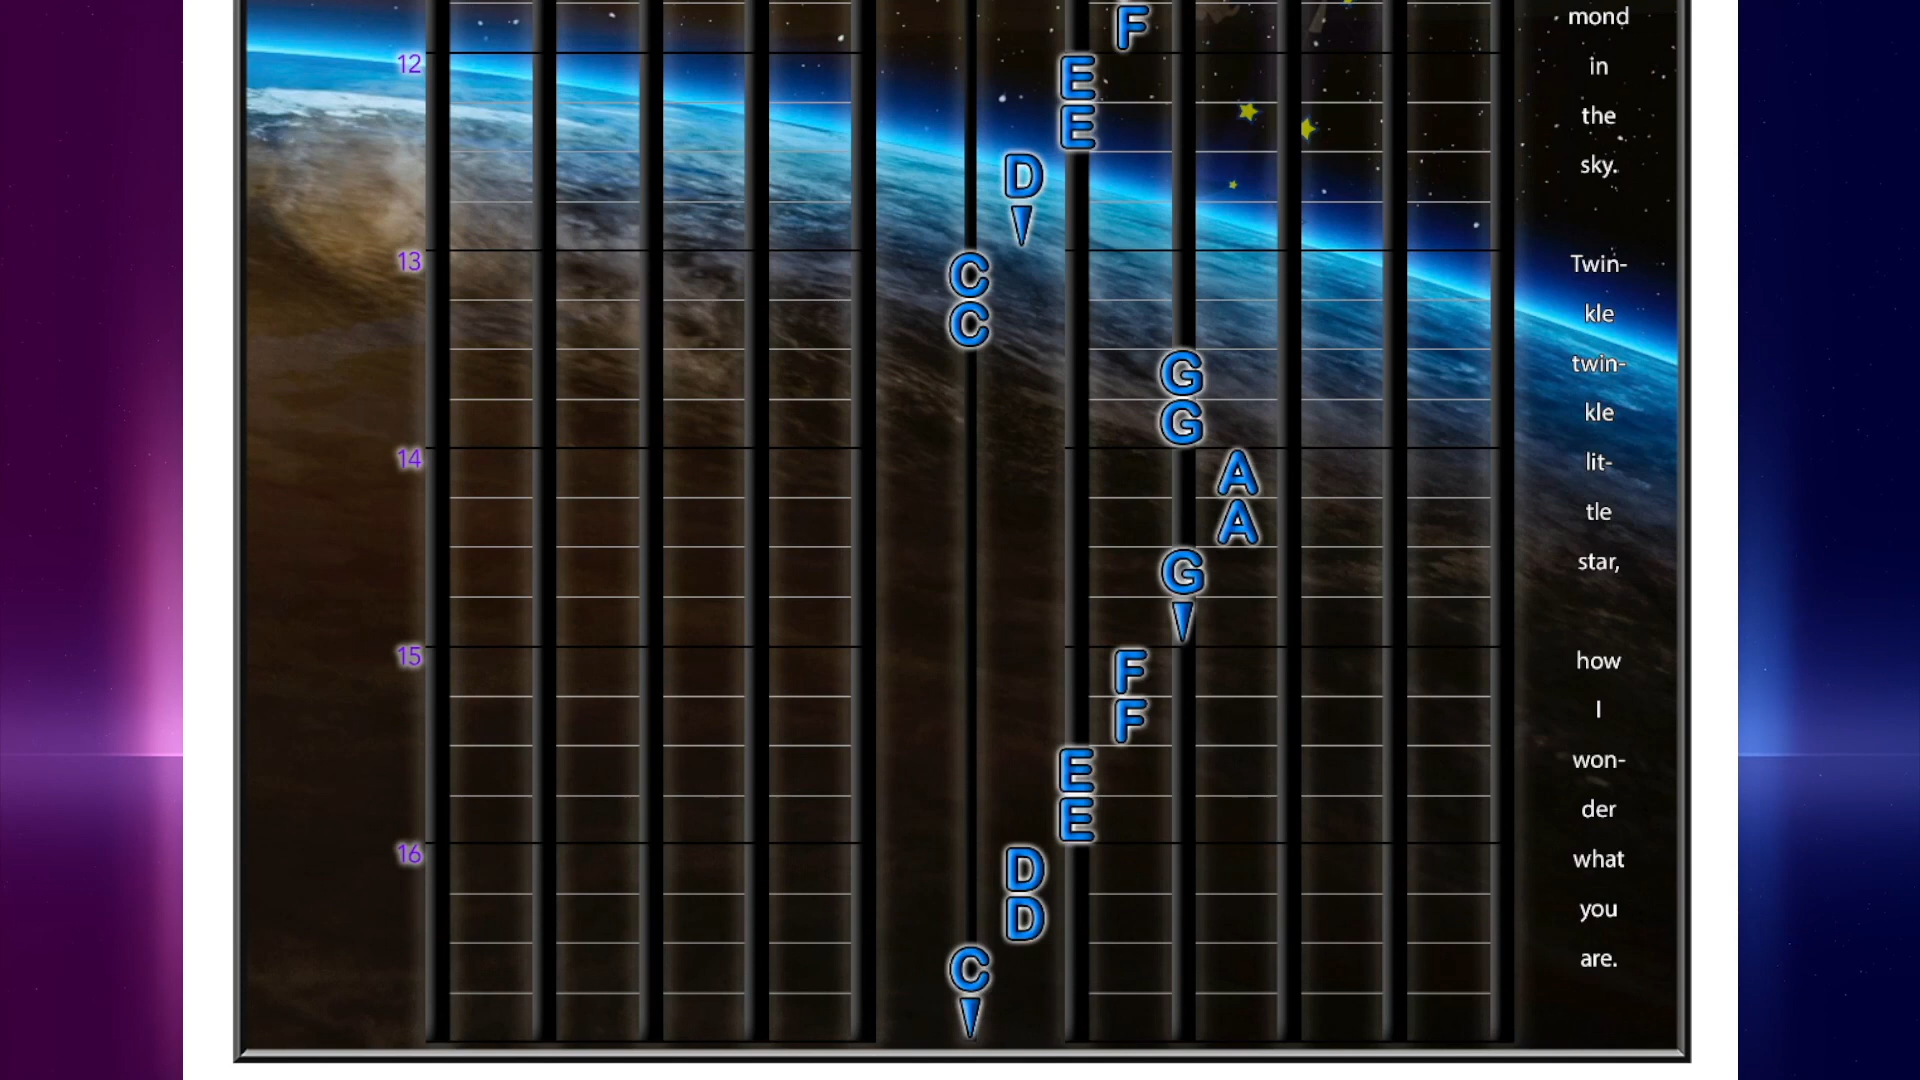 F mond
12
E in
E the
D sky.
13
C Twin-
C kle
G twin-
G kle
14
A lit-
A tle
G star,
15
F how
F I
E won-
E der
16
D what
D you
C are.